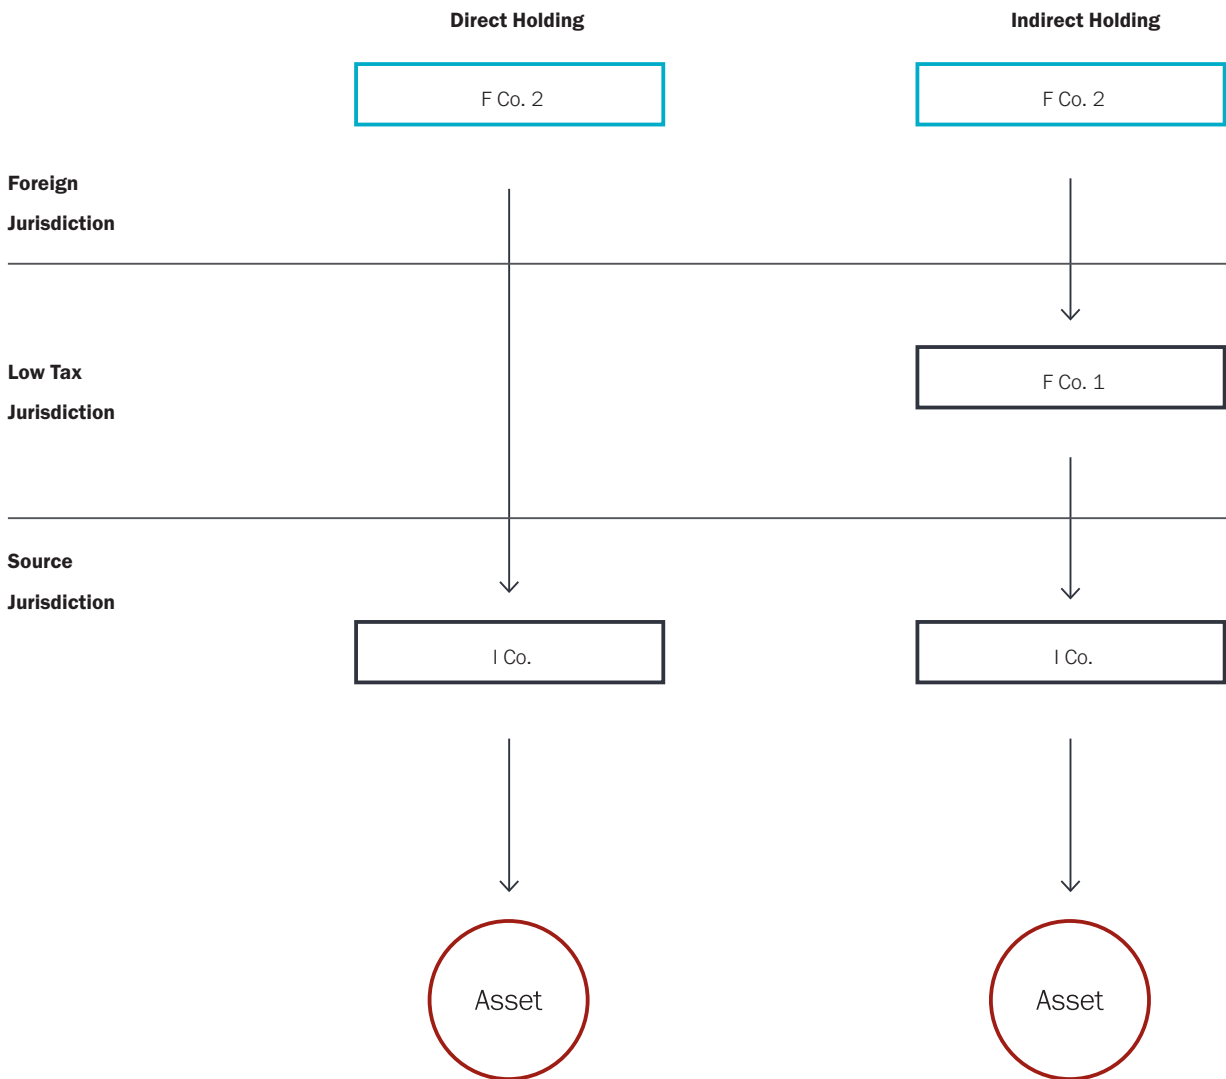 Direct Holding
Indirect Holding
F Co. 2
F Co. 2
Foreign
Jurisdiction
Low Tax
Jurisdiction
F Co. 1
Source
Jurisdiction
I Co.
I Co.
Asset
Asset